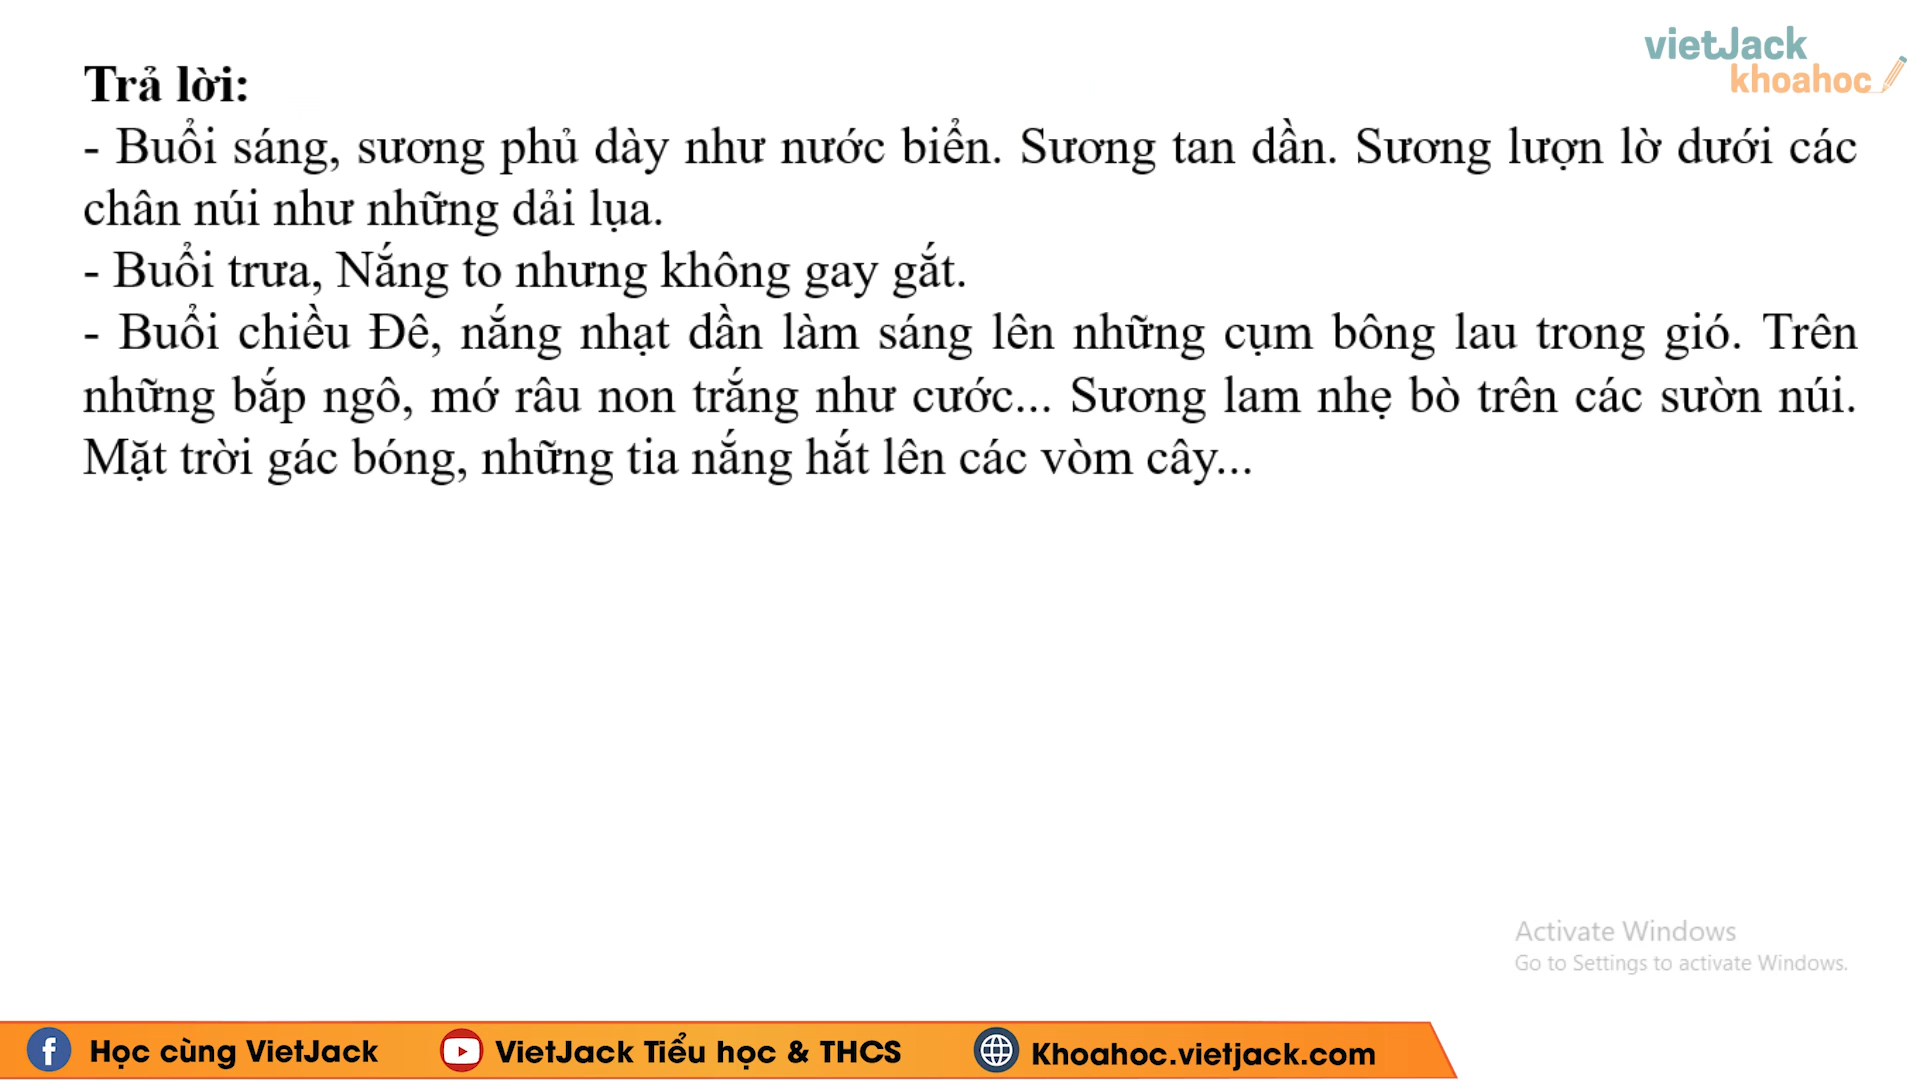 vietJack
khoahoc
Trả lời:
- Buổi sáng, sương phủ dày như nước biển. Sương tan dần. Sương lượn lờ dưới các
chân núi như những dải lụa.
- Buổi trưa, Nắng to nhưng không gay gắt.
- Buổi chiều Đê, nắng nhạt dần làm sáng lên những cụm bông lau trong gió. Trên
những bắp ngô, mớ râu non trắng như cước... Sương lam nhẹ bò trên các sườn núi.
Mặt trời gác bóng, những tia nắng hắt lên các vòm cây...
Activate Windows
Go to Settings to activate Windows.
Học cùng VietJack
VietJack Tiểu học & THCS
Khoahoc.vietjack.com